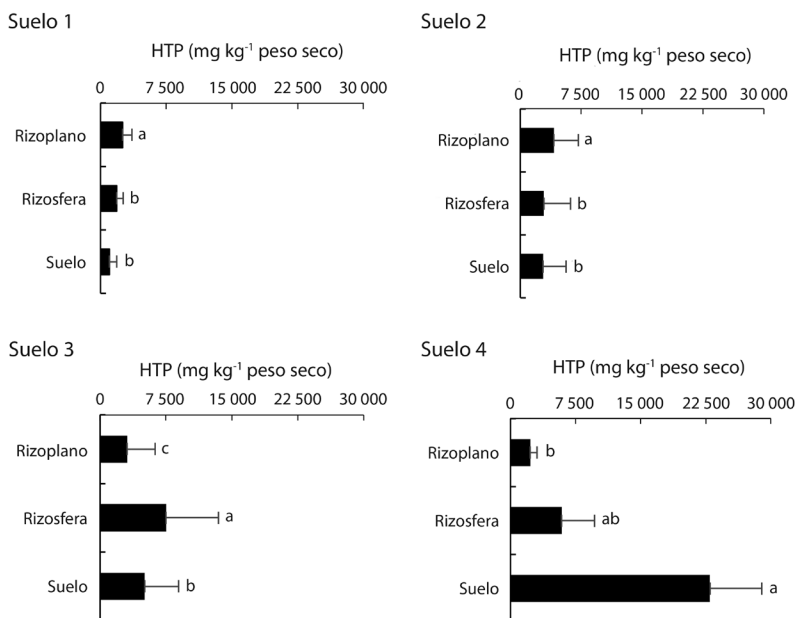 Suelo 1
HTP (mg kg⁻¹ peso seco)
0 7 500 15 000 22 500 30 000
Rizoplano a
Rizosfera b
Suelo b
Suelo 2
HTP (mg kg⁻¹ peso seco)
0 7 500 15 000 22 500 30 000
Rizoplano a
Rizosfera b
Suelo b
Suelo 3
HTP (mg kg⁻¹ peso seco)
0 7 500 15 000 22 500 30 000
Rizoplano c
Rizosfera a
Suelo b
Suelo 4
HTP (mg kg⁻¹ peso seco)
0 7 500 15 000 22 500 30 000
Rizoplano b
Rizosfera ab
Suelo a